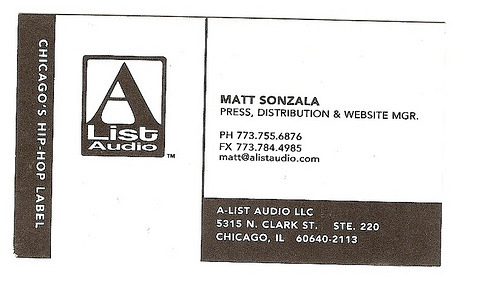 CHICAGO'S HIP-HOP LABEL
A
List
Audio
™
MATT SONZALA
PRESS, DISTRIBUTION & WEBSITE MGR.
PH 773.755.6876
FX 773.784.4985
matt@alistaudio.com
A-LIST AUDIO LLC
5315 N. CLARK ST. STE. 220
CHICAGO, IL 60640-2113